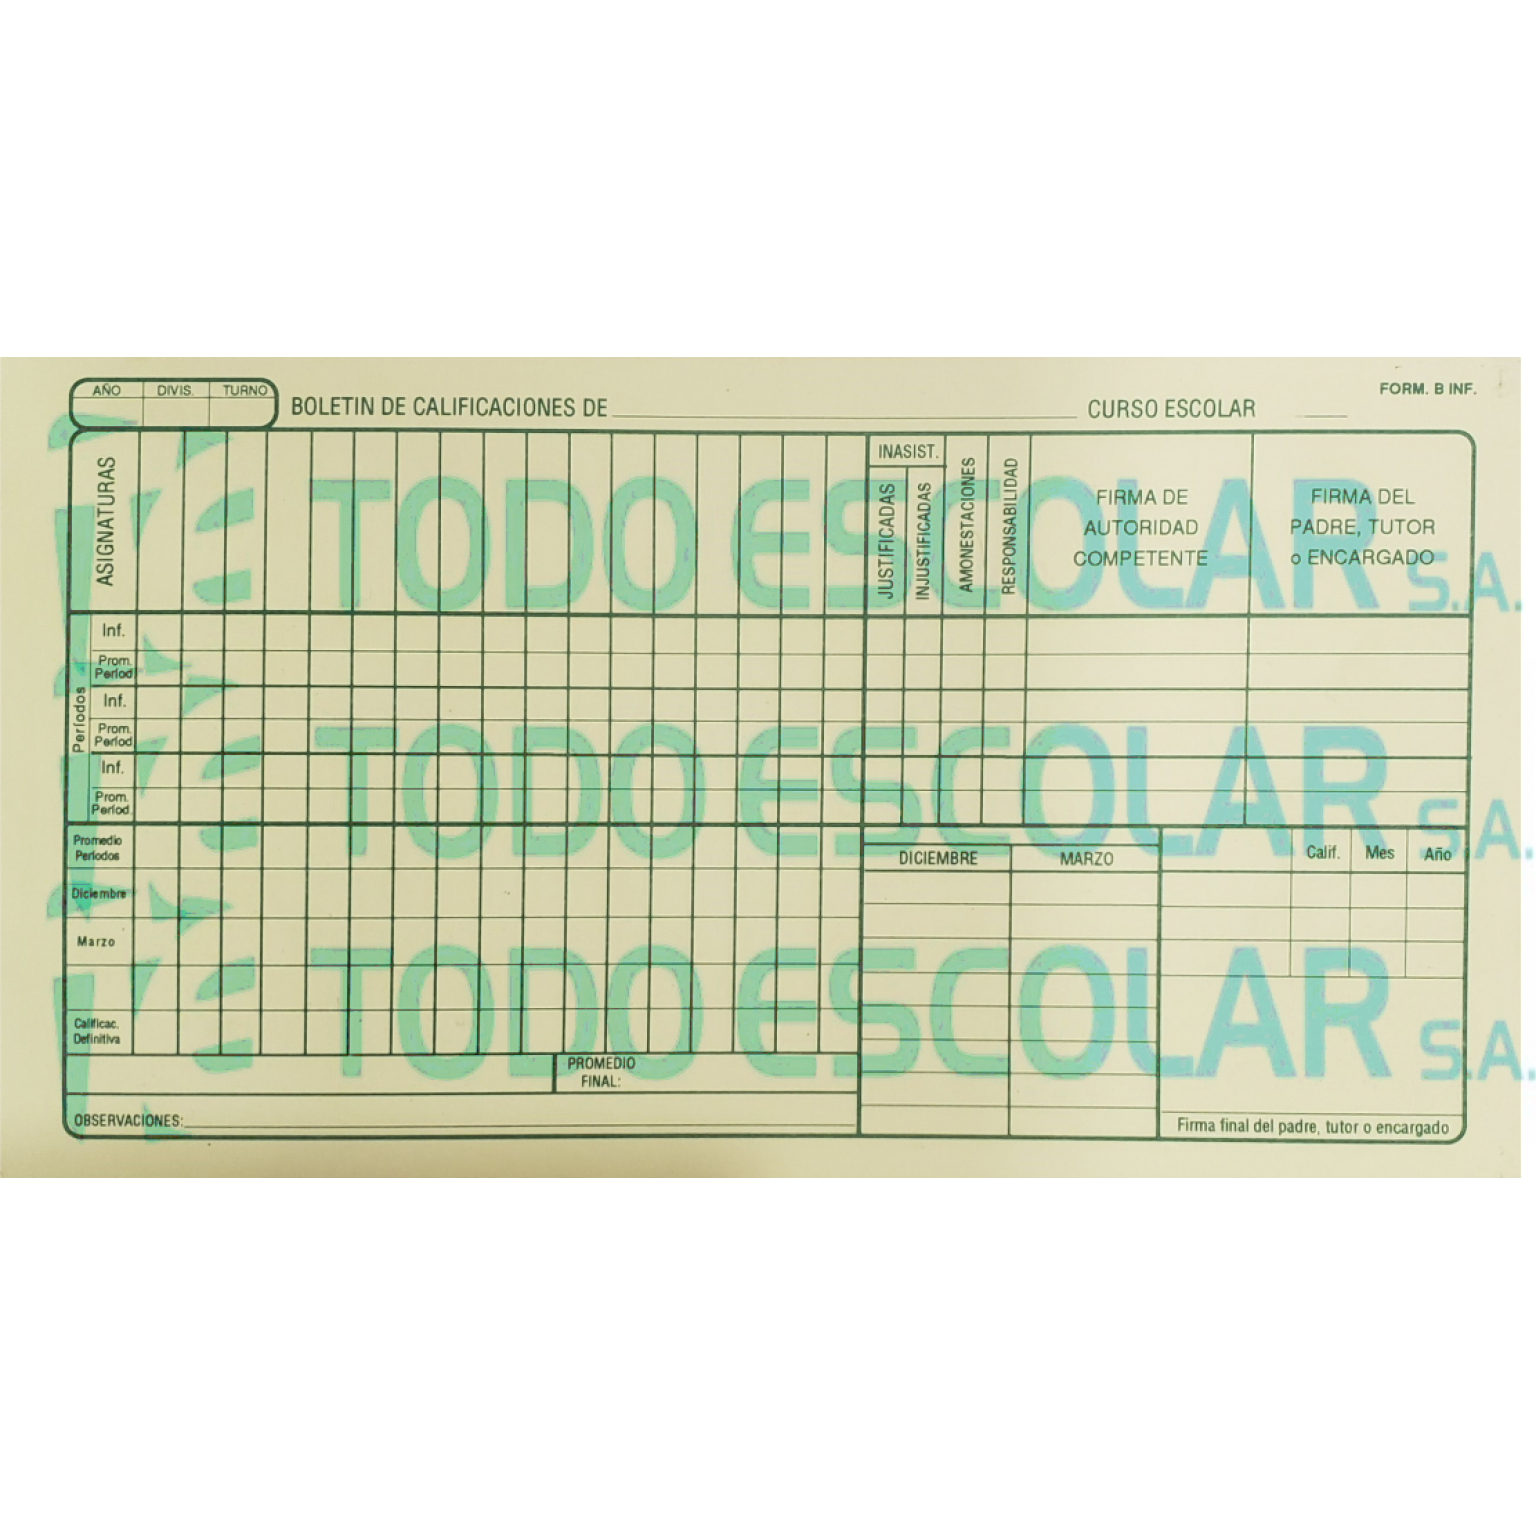 AÑO DIVIS. TURNO
BOLETIN DE CALIFICACIONES DE
CURSO ESCOLAR
FORM. B INF.
ASIGNATURAS
INASIST.
JUSTIFICADAS
INJUSTIFICADAS
AMONESTACIONES
RESPONSABILIDAD
FIRMA DE
AUTORIDAD
COMPETENTE
FIRMA DEL
PADRE, TUTOR
o ENCARGADO
TODO ESCOLAR S.A.
Períodos
Inf.
Prom.
Períod
Inf.
Prom.
Períod
Inf.
Prom.
Períod.
TODO ESCOLAR S.A.
Promedio
Períodos
Diciembre
Marzo
Calificac.
Definitiva
DICIEMBRE MARZO
Calif. Mes Año
TODO ESCOLAR S.A.
PROMEDIO
FINAL:
OBSERVACIONES:
Firma final del padre, tutor o encargado